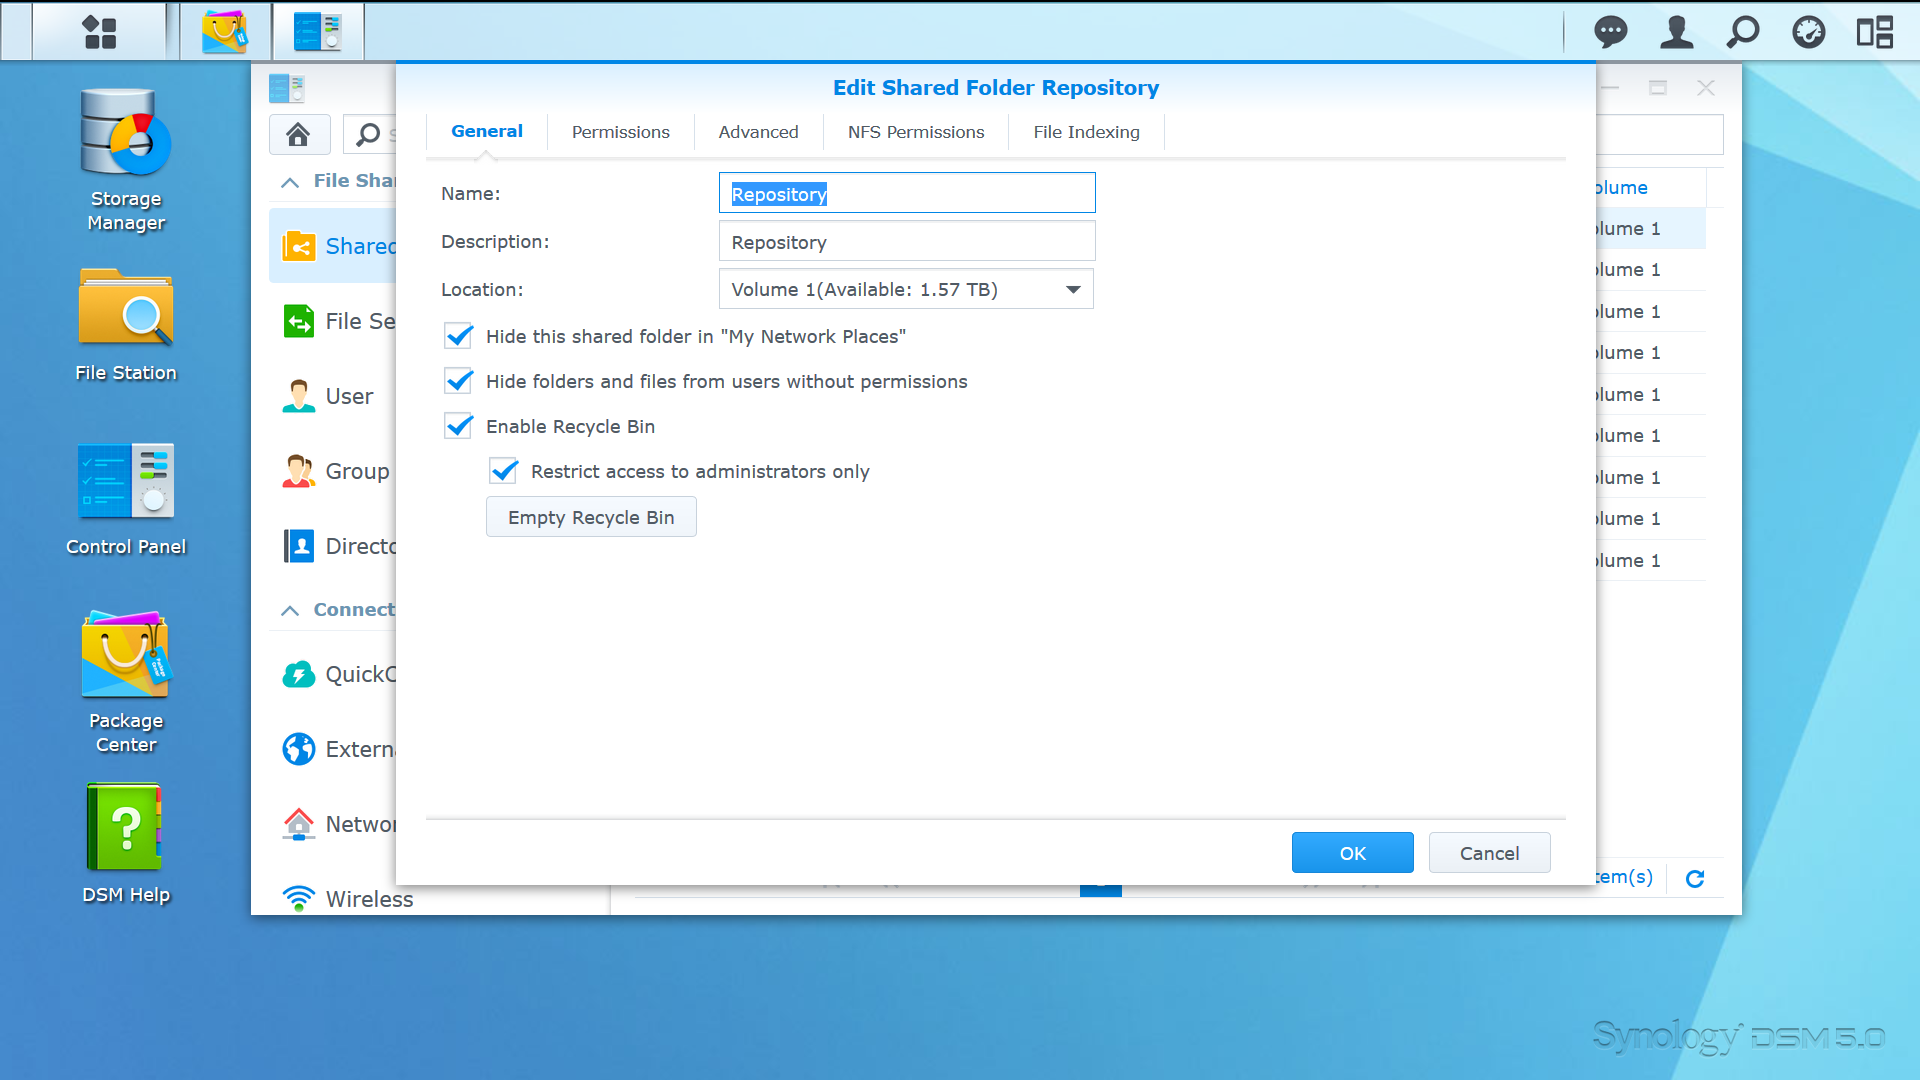 Edit Shared Folder Repository
General
Permissions
Advanced
NFS Permissions
File Indexing
Name:
Repository
Description:
Repository
Location:
Volume 1(Available: 1.57 TB)
Hide this shared folder in "My Network Places"
Hide folders and files from users without permissions
Enable Recycle Bin
Restrict access to administrators only
Empty Recycle Bin
OK
Cancel
Storage
Manager
File Station
Control Panel
Package
Center
DSM Help
File Shar
Shared
File Se
User
Group
Directo
Connect
QuickC
Externa
Networ
Wireless
olume
olume 1
olume 1
olume 1
olume 1
olume 1
olume 1
olume 1
olume 1
olume 1
tem(s)
Synology DSM 5.0